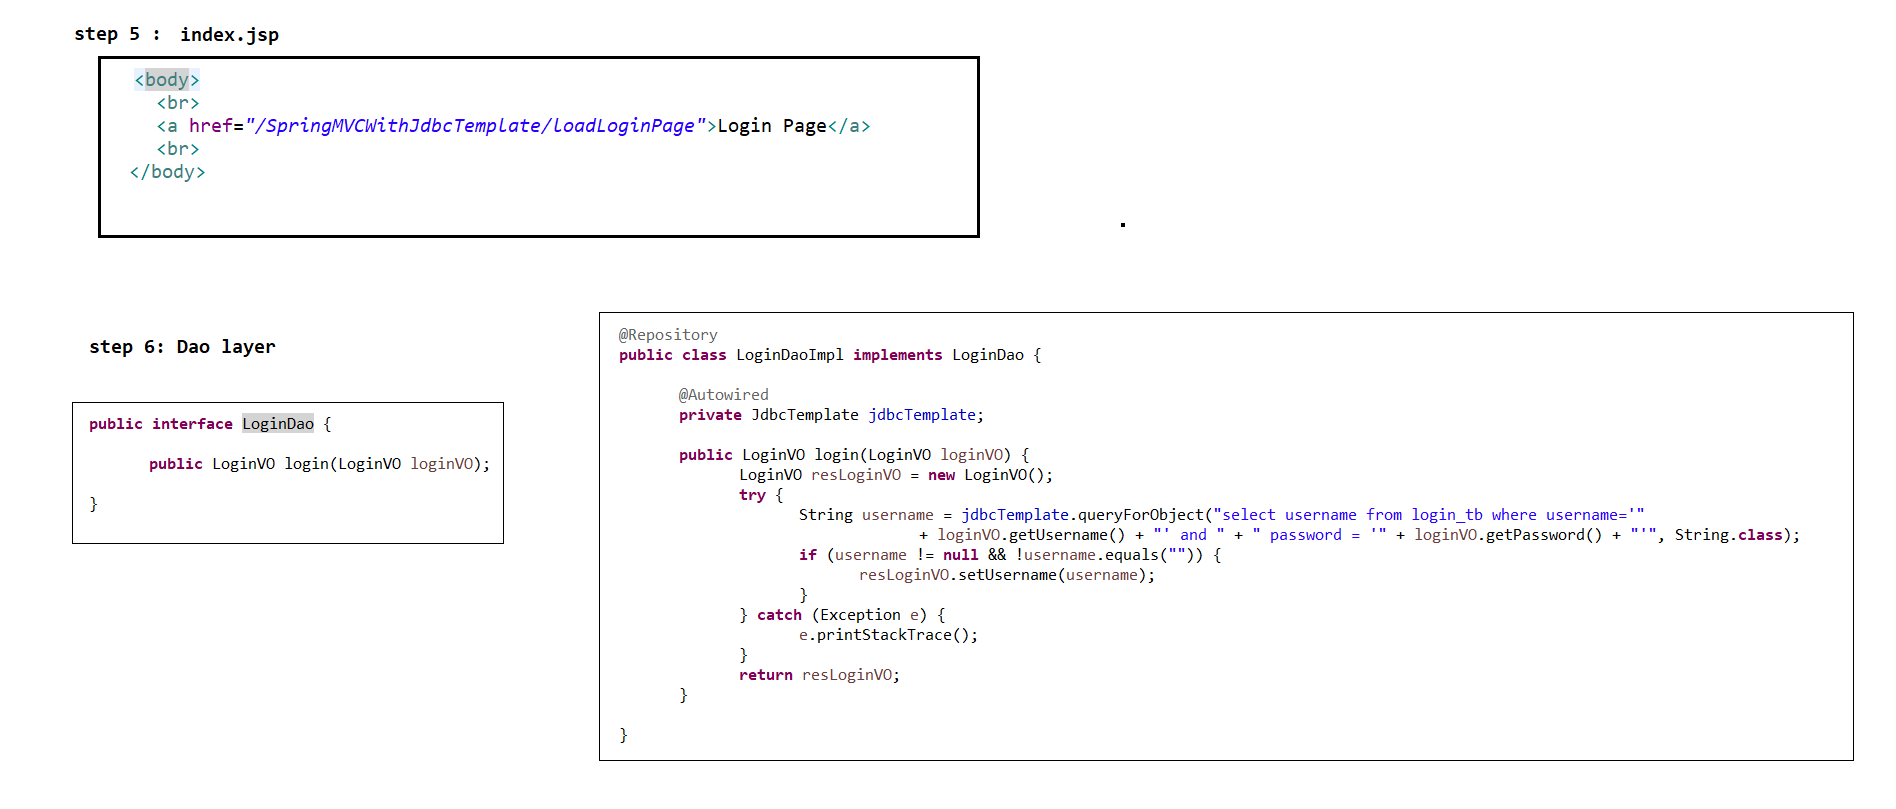 step 5 : index.jsp
<body>
<br>
<a href="/SpringMVCWithJdbcTemplate/loadLoginPage">Login Page</a>
<br>
</body>
step 6: Dao layer
public interface LoginDao {
public LoginVO login(LoginVO loginVO);
}
@Repository
public class LoginDaoImpl implements LoginDao {
@Autowired
private JdbcTemplate jdbcTemplate;
public LoginVO login(LoginVO loginVO) {
LoginVO resLoginVO = new LoginVO();
try {
String username = jdbcTemplate.queryForObject("select username from login_tb where username='"
+ loginVO.getUsername() + "' and " + " password = '" + loginVO.getPassword() + "'", String.class);
if (username != null && !username.equals("")) {
resLoginVO.setUsername(username);
}
} catch (Exception e) {
e.printStackTrace();
}
return resLoginVO;
}
}